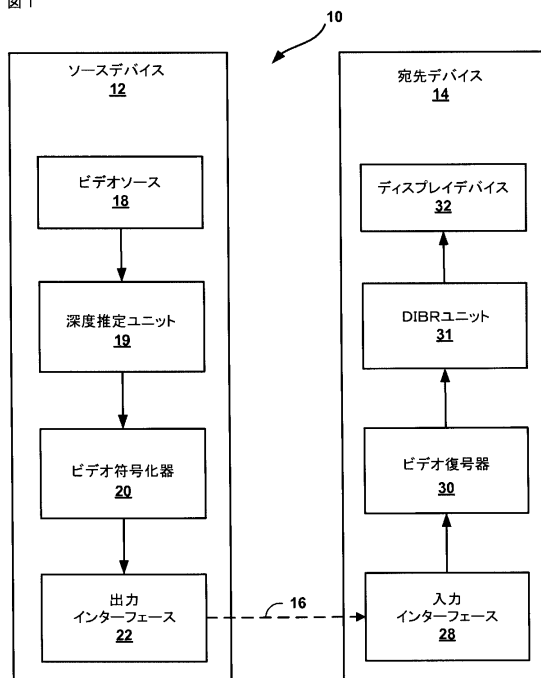 図1
10
ソースデバイス
12
ビデオソース
18
深度推定ユニット
19
ビデオ符号化器
20
出力
インターフェース
22
16
宛先デバイス
14
ディスプレイデバイス
32
DIBRユニット
31
ビデオ復号器
30
入力
インターフェース
28